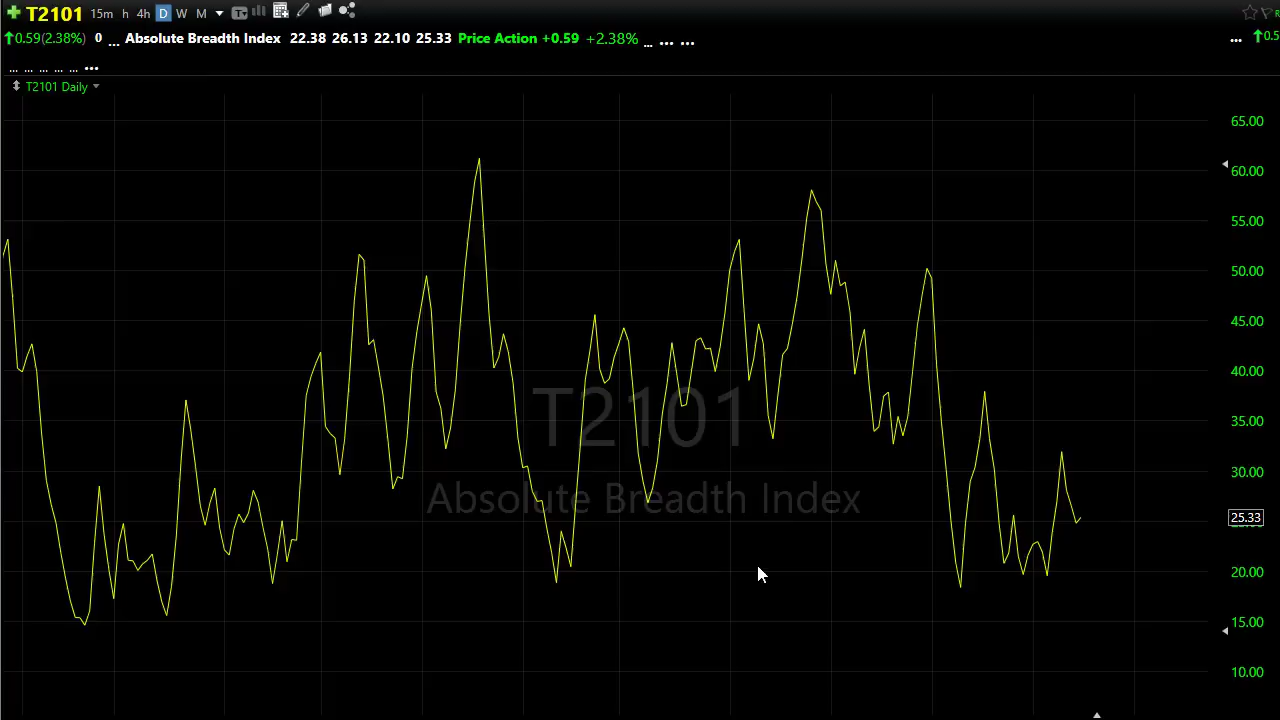 T2101 15m h 4h D W M T
R
↑0.59(2.38%) 0 ... Absolute Breadth Index 22.38 26.13 22.10 25.33 Price Action +0.59 +2.38% ... ... ... ... ↑0.5
... ... ... ... ... ...
T2101 Daily
65.00
60.00
55.00
50.00
45.00
40.00
T2101
35.00
30.00
Absolute Breadth Index
25.33
20.00
15.00
10.00